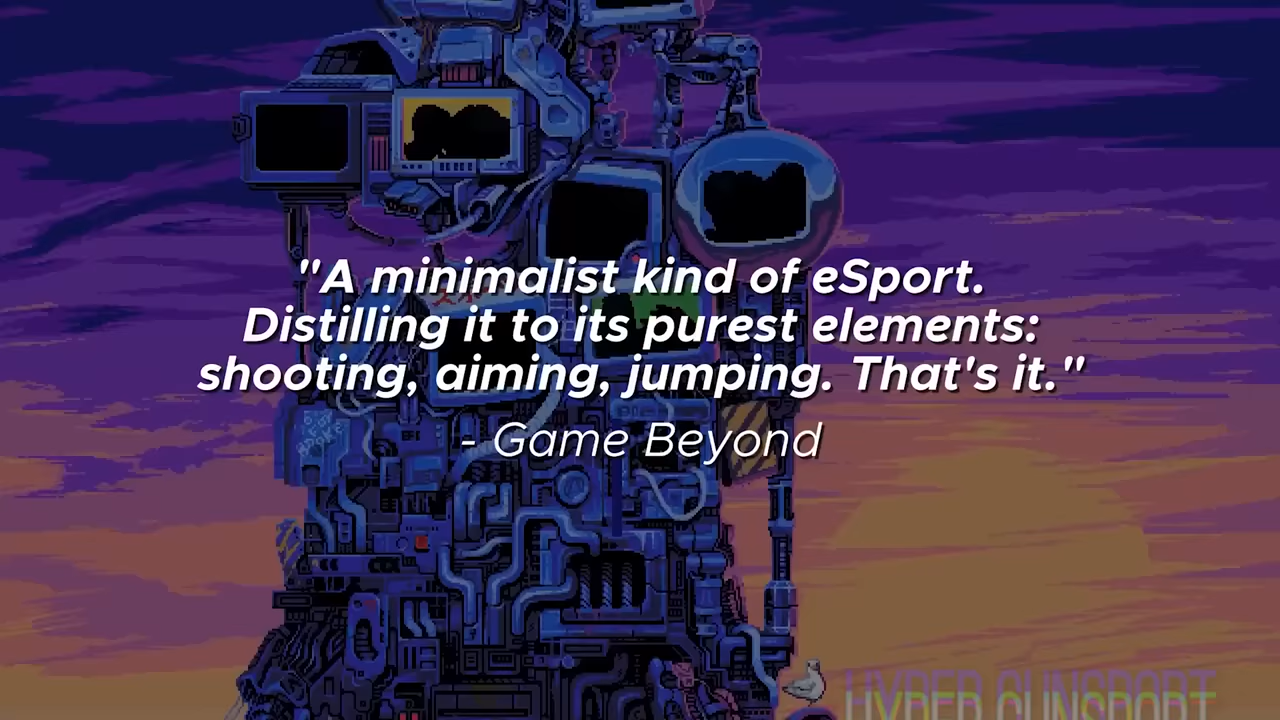 "A minimalist kind of eSport.
Distilling it to its purest elements:
shooting, aiming, jumping. That's it."
- Game Beyond
HYPER GUNSPORT